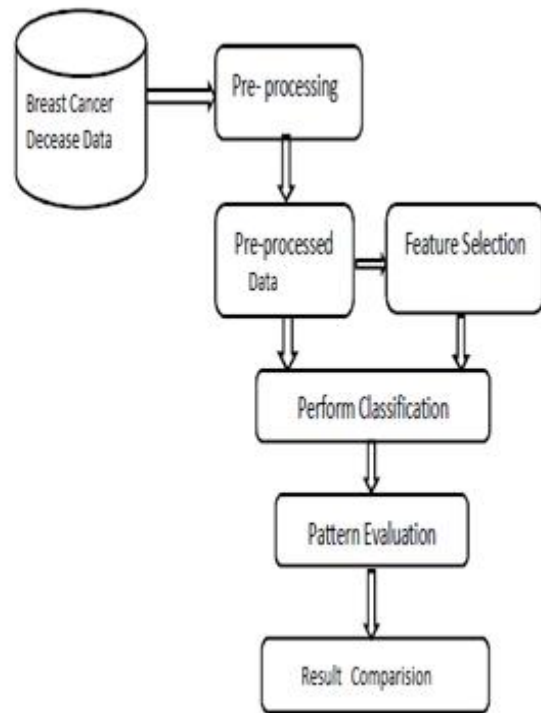 Breast Cancer
Decease Data
Pre- processing
Pre-processed
Data
Feature Selection
Perform Classification
Pattern Evaluation
Result Comparision